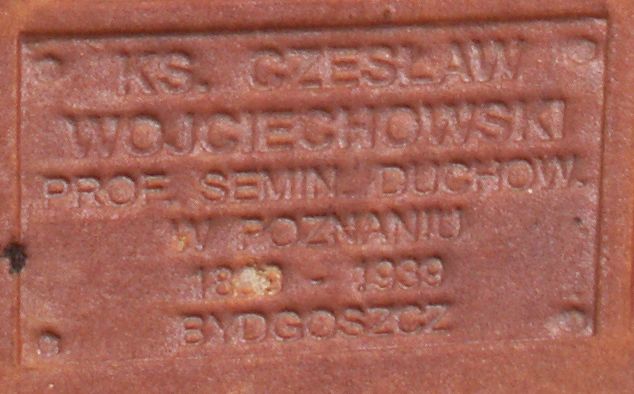 KS. CZESŁAW
WOJCIECHOWSKI
PROF. SEMIN. DUCHOW.
W POZNANIU
- 1939
BYDGOSZCZ